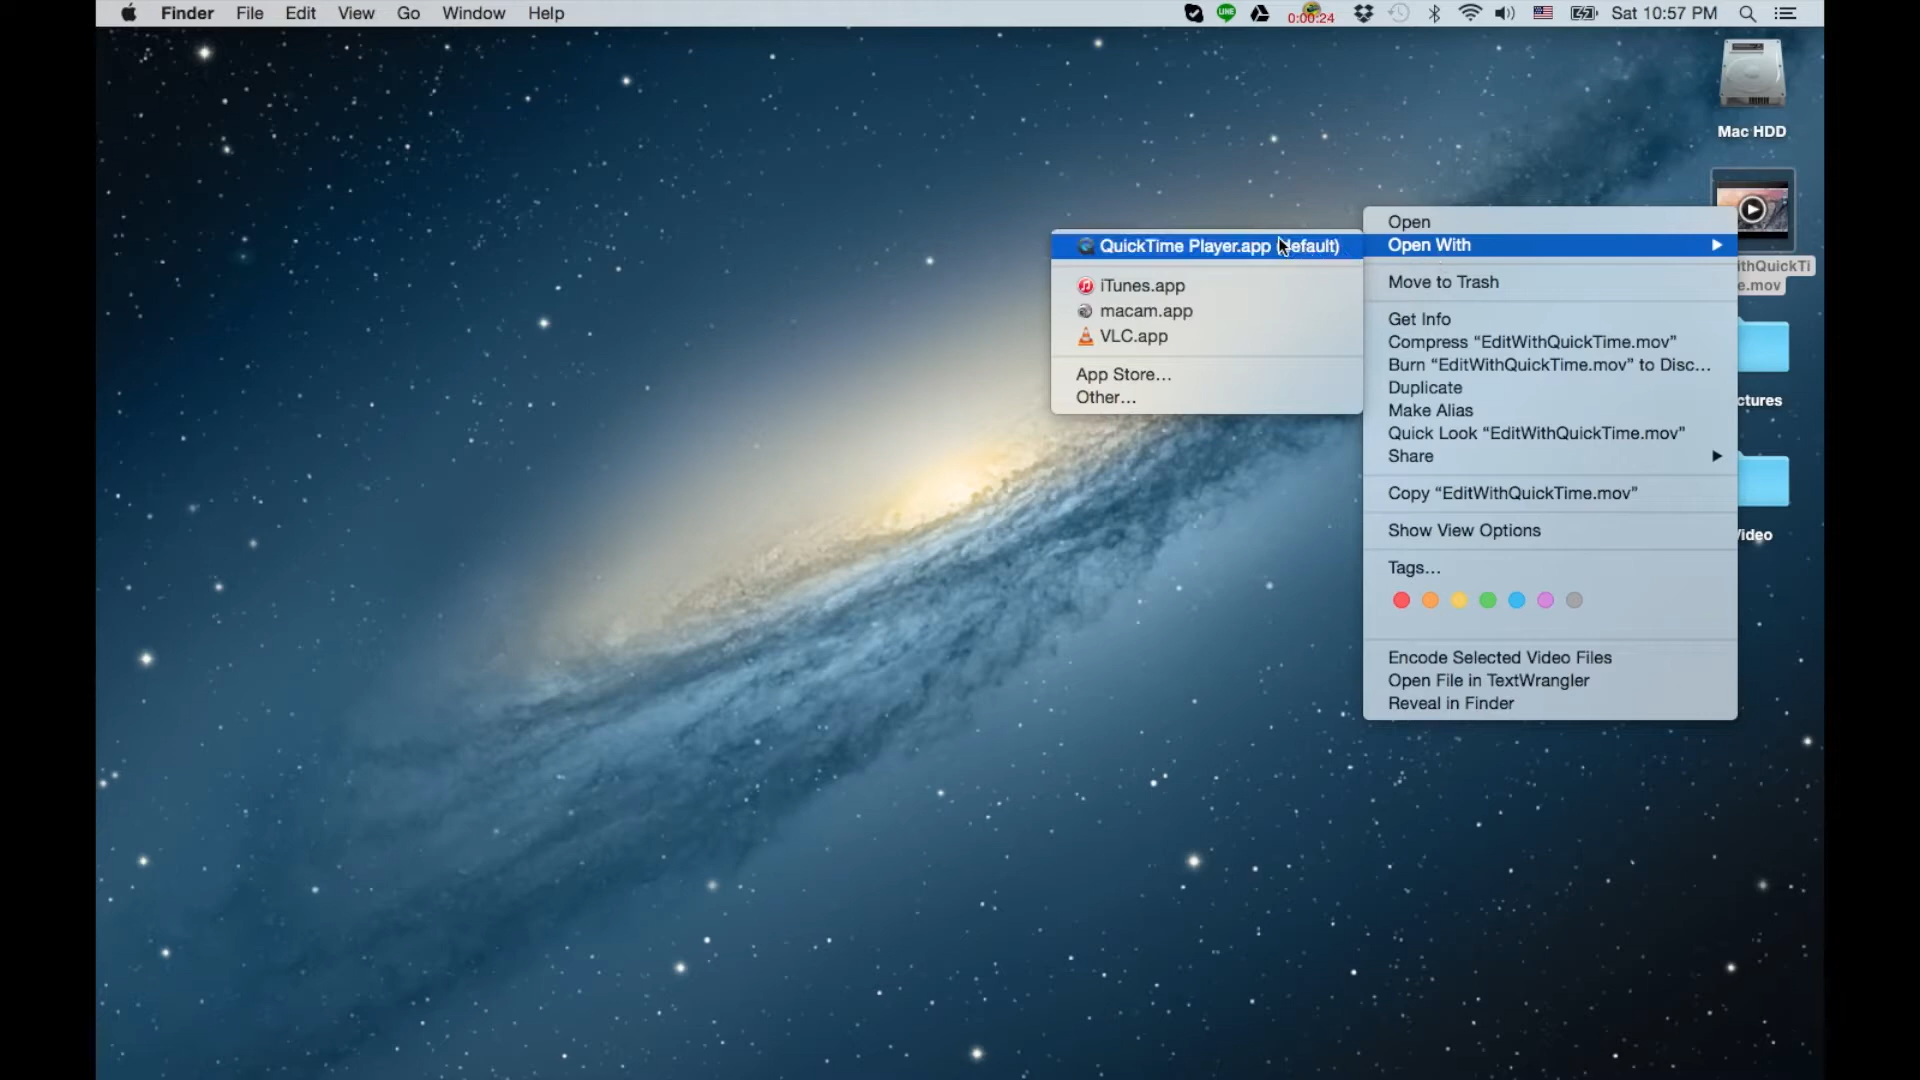 Finder File Edit View Go Window Help
0:00:24 Sat 10:57 PM
Mac HDD
Open
Open With
QuickTime Player.app (default)
iTunes.app
macam.app
VLC.app
App Store...
Other...
Move to Trash
Get Info
Compress “EditWithQuickTime.mov”
Burn “EditWithQuickTime.mov” to Disc...
Duplicate
Make Alias
Quick Look “EditWithQuickTime.mov”
Share
Copy “EditWithQuickTime.mov”
Show View Options
Tags...
Encode Selected Video Files
Open File in TextWrangler
Reveal in Finder
ithQuickTi
e.mov
ctures
Video